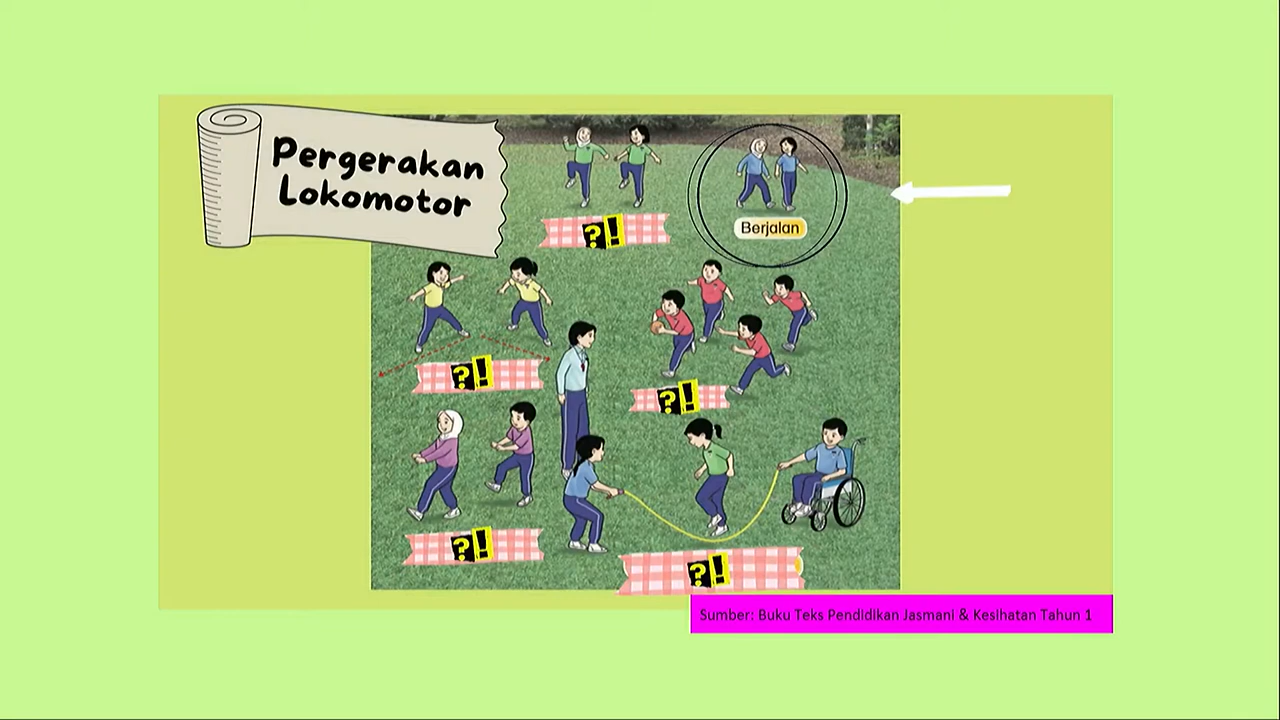 Pergerakan
Lokomotor
?!
Berjalan
?!
?!
?!
?!
Sumber: Buku Teks Pendidikan Jasmani & Kesihatan Tahun 1